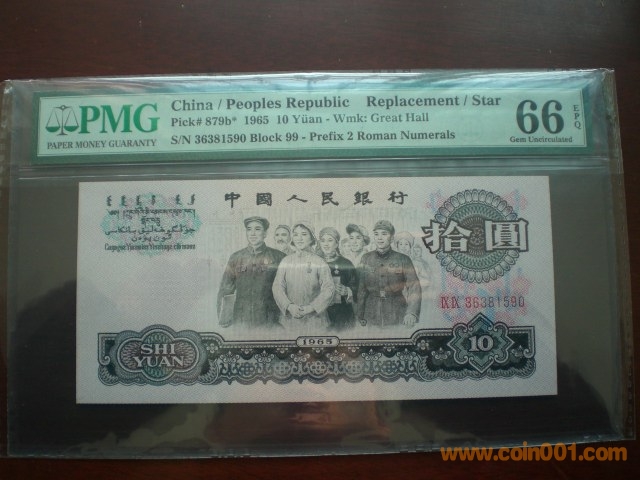 PMG
PAPER MONEY GUARANTY
China / Peoples Republic Replacement / Star
Pick# 879b* 1965 10 Yüan - Wmk: Great Hall
S/N 36381590 Block 99 - Prefix 2 Roman Numerals
66 EPQ
Gem Uncirculated
中國人民銀行
拾圓
IX IX 36381590
1965
SHI
YUAN
10
www.coin001.com